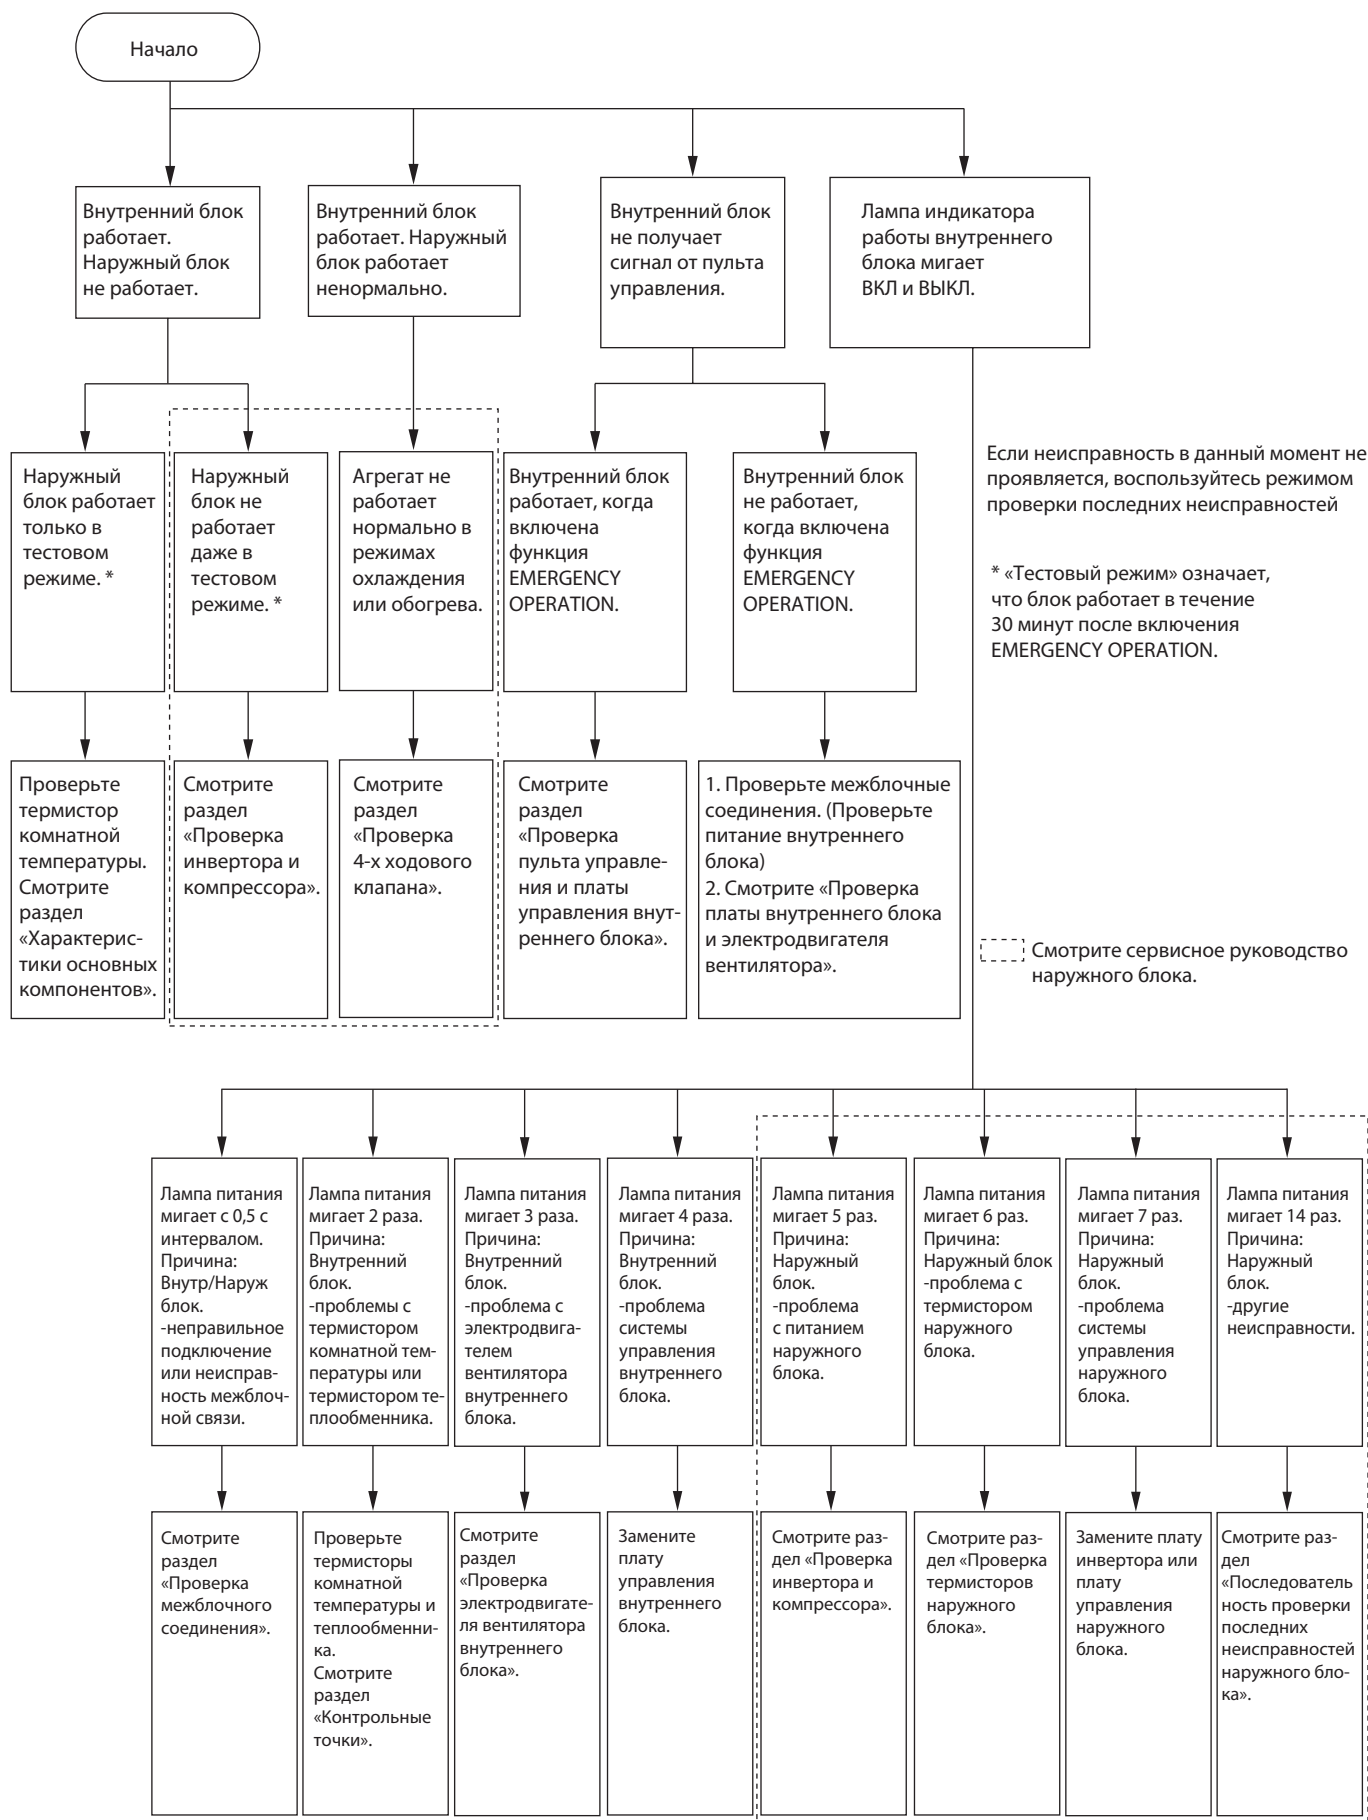 Начало
Внутренний блок
работает.
Наружный блок
не работает.
Внутренний блок
работает. Наружный
блок работает
ненормально.
Внутренний блок
не получает
сигнал от пульта
управления.
Лампа индикатора
работы внутреннего
блока мигает
ВКЛ и ВЫКЛ.
Наружный
блок работает
только в
тестовом
режиме. *
Наружный
блок не
работает
даже в
тестовом
режиме. *
Агрегат не
работает
нормально в
режимах
охлаждения
или обогрева.
Внутренний блок
работает, когда
включена
функция
EMERGENCY
OPERATION.
Внутренний блок
не работает,
когда включена
функция
EMERGENCY
OPERATION.
Если неисправность в данный момент не
проявляется, воспользуйтесь режимом
проверки последних неисправностей
* «Тестовый режим» означает,
что блок работает в течение
30 минут после включения
EMERGENCY OPERATION.
Проверьте
термистор
комнатной
температуры.
Смотрите
раздел
«Характерис-
тики основных
компонентов».
Смотрите
раздел
«Проверка
инвертора и
компрессора».
Смотрите
раздел
«Проверка
4-х ходового
клапана».
Смотрите
раздел
«Проверка
пульта управле-
ния и платы
управления внут-
реннего блока».
1. Проверьте межблочные
соединения. (Проверьте
питание внутреннего
блока)
2. Смотрите «Проверка
платы внутреннего блока
и электродвигателя
вентилятора».
Смотрите сервисное руководство
наружного блока.
Лампа питания
мигает с 0,5 с
интервалом.
Причина:
Внутр/Наруж
блок.
-неправильное
подключение
или неисправ-
ность межблоч-
ной связи.
Лампа питания
мигает 2 раза.
Причина:
Внутренний
блок.
-проблемы с
термистором
комнатной тем-
пературы или
термистором те-
плообменника.
Лампа питания
мигает 3 раза.
Причина:
Внутренний
блок.
-проблема с
электродвига-
телем
вентилятора
внутреннего
блока.
Лампа питания
мигает 4 раза.
Причина:
Внутренний
блок.
-проблема
системы
управления
внутреннего
блока.
Лампа питания
мигает 5 раз.
Причина:
Наружный
блок.
-проблема
с питанием
наружного
блока.
Лампа питания
мигает 6 раз.
Причина:
Наружный блок
-проблема с
термистором
наружного
блока.
Лампа питания
мигает 7 раз.
Причина:
Наружный
блок.
-проблема
системы
управления
наружного
блока.
Лампа питания
мигает 14 раз.
Причина:
Наружный
блок.
-другие
неисправности.
Смотрите
раздел
«Проверка
межблочного
соединения».
Проверьте
термисторы
комнатной
температуры и
теплообменни-
ка.
Смотрите
раздел
«Контрольные
точки».
Смотрите
раздел
«Проверка
электродвигате-
ля вентилятора
внутреннего
блока».
Замените
плату
управления
внутреннего
блока.
Смотрите раз-
дел «Проверка
инвертора и
компрессора».
Смотрите раз-
дел «Проверка
термисторов
наружного
блока».
Замените плату
инвертора или
плату
управления
наружного
блока.
Смотрите раз-
дел
«Последователь
ность проверки
последних
неисправностей
наружного бло-
ка».